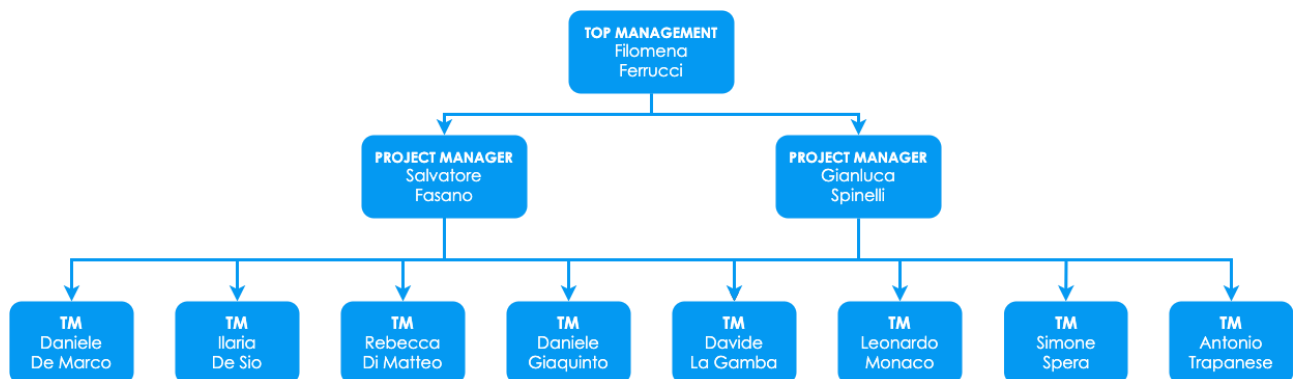 TOP MANAGEMENT
Filomena
Ferrucci
PROJECT MANAGER
Salvatore
Fasano
PROJECT MANAGER
Gianluca
Spinelli
TM
Daniele
De Marco
TM
Ilaria
De Sio
TM
Rebecca
Di Matteo
TM
Daniele
Giaquinto
TM
Davide
La Gamba
TM
Leonardo
Monaco
TM
Simone
Spera
TM
Antonio
Trapanese